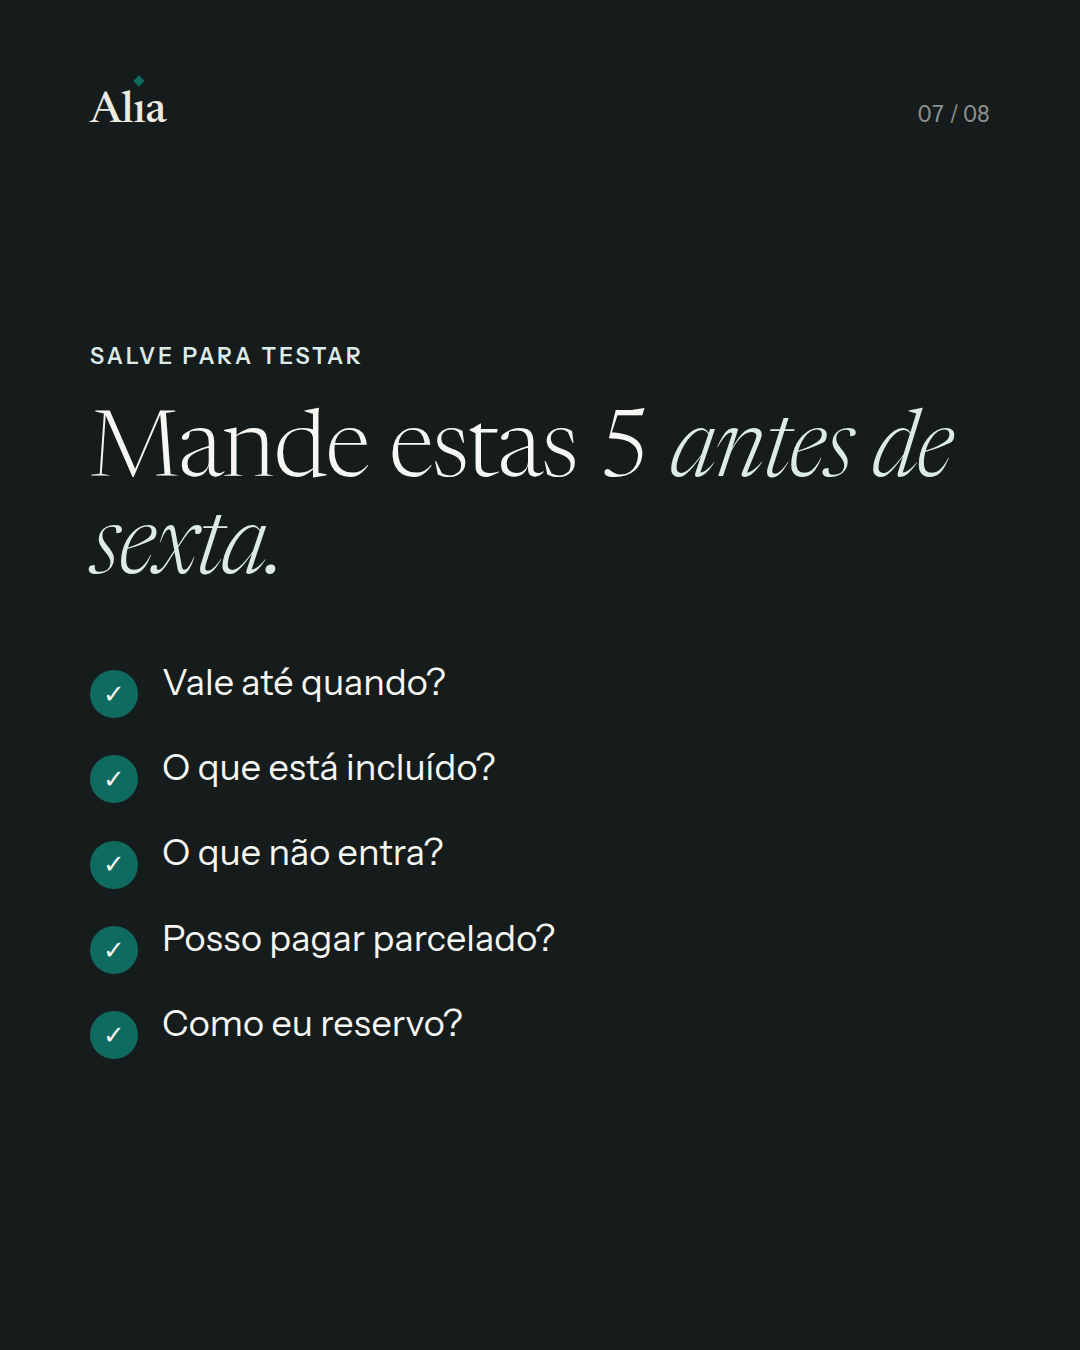 Alia
07 / 08
SALVE PARA TESTAR
Mande estas 5 antes de
sexta.
✓ Vale até quando?
✓ O que está incluído?
✓ O que não entra?
✓ Posso pagar parcelado?
✓ Como eu reservo?